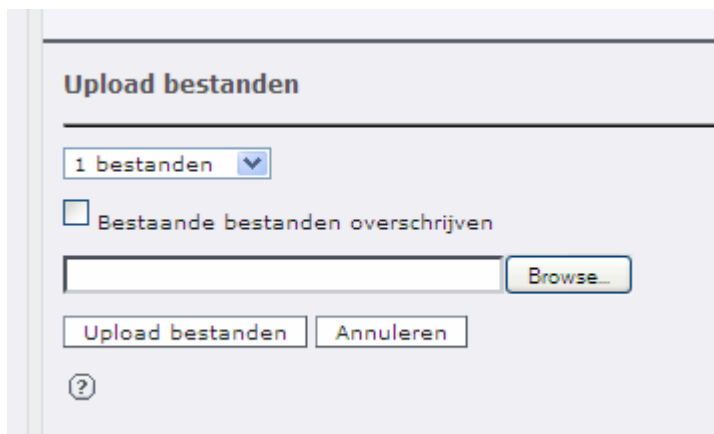 Upload bestanden
1 bestanden
Bestaande bestanden overschrijven
Browse...
Upload bestanden Annuleren
?